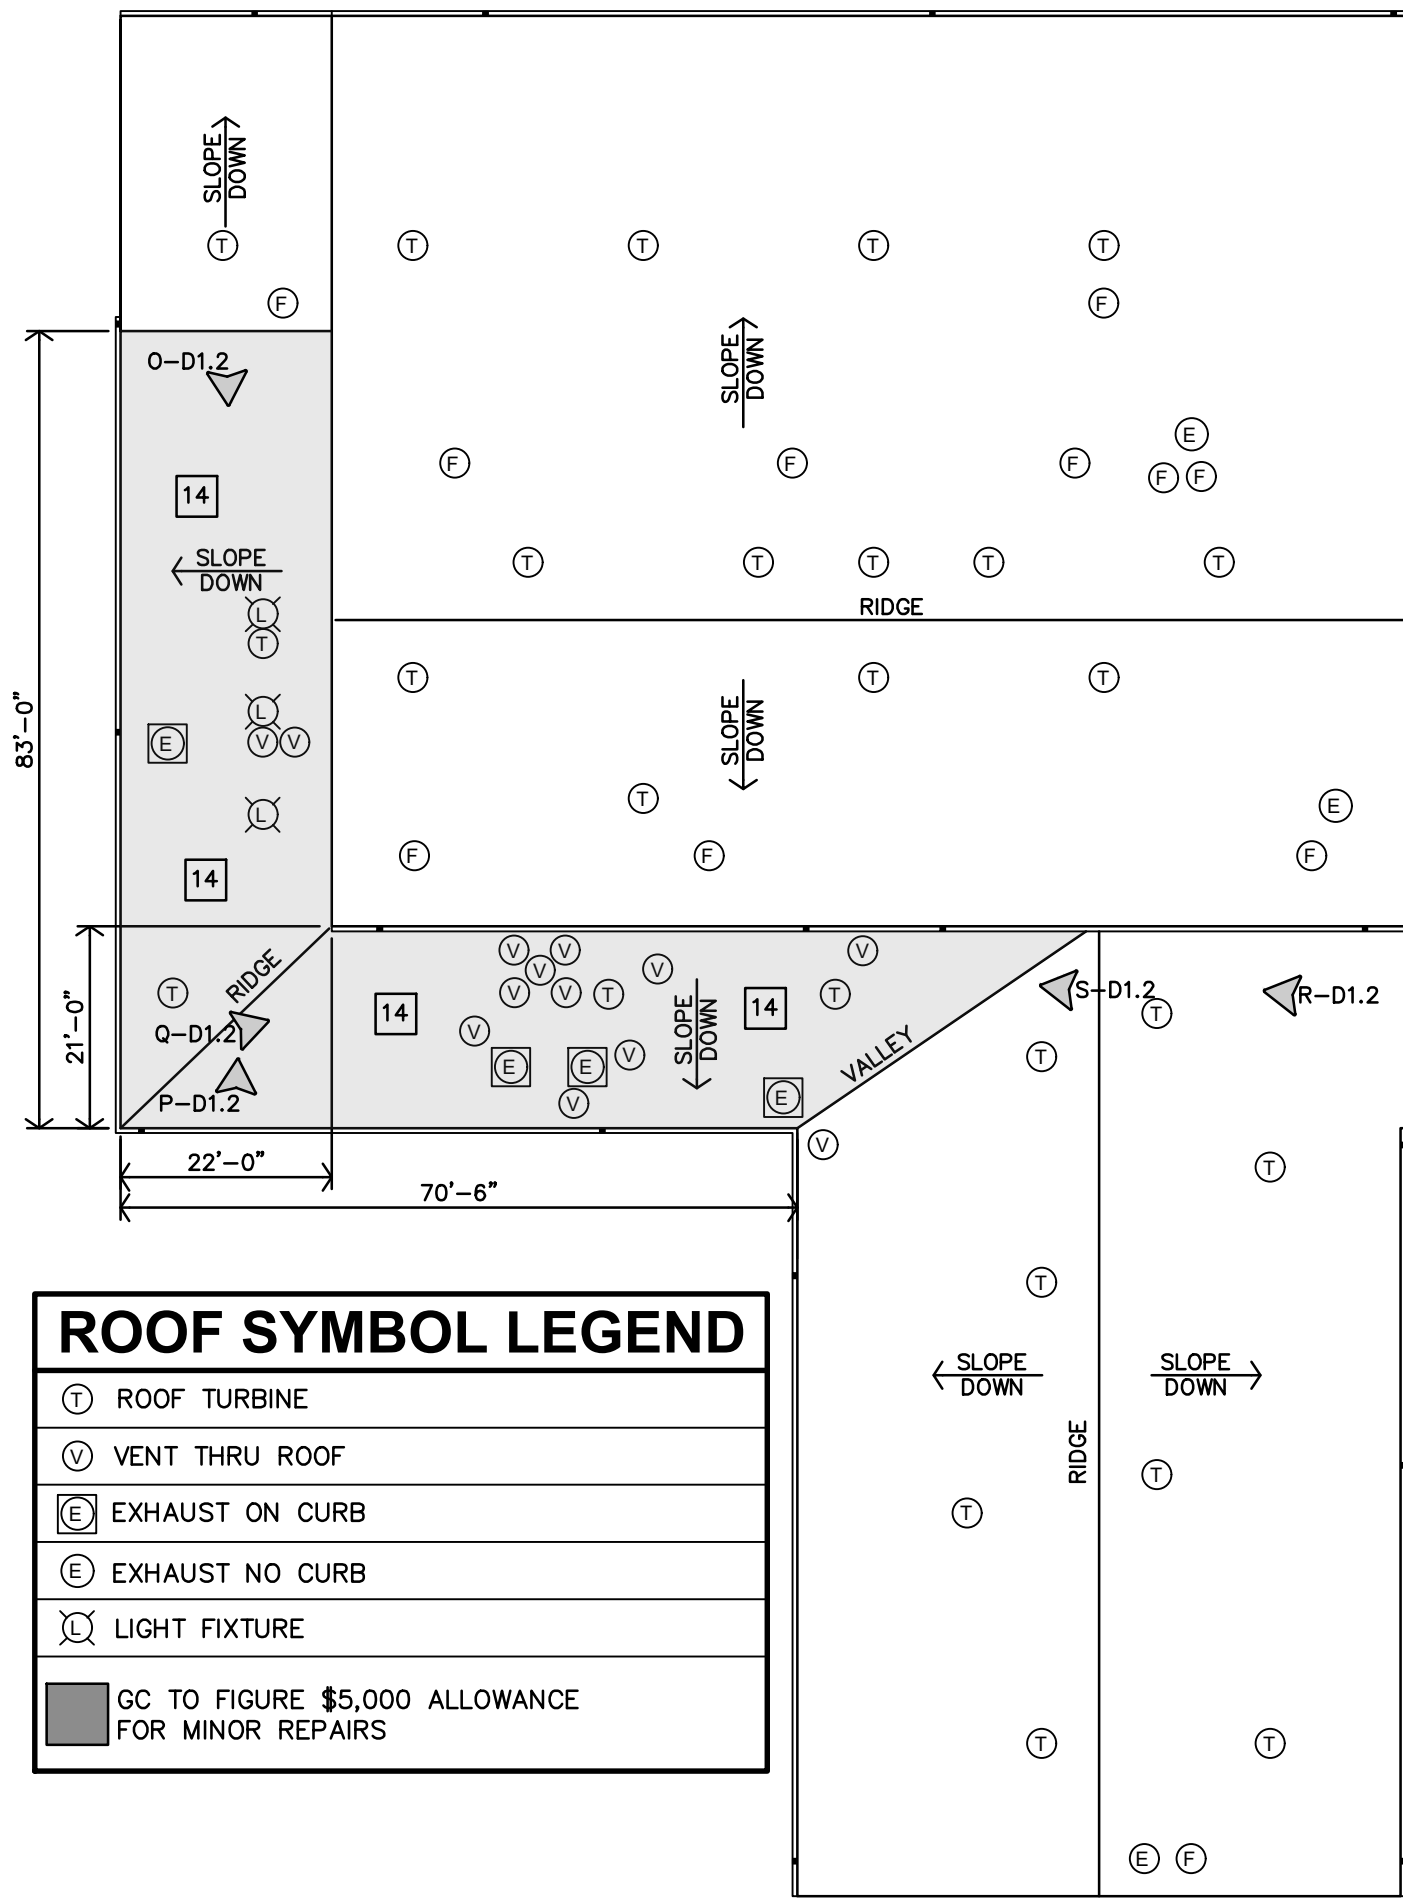 SLOPE
DOWN
T
T
T
T
T
F
F
O-D1.2
SLOPE
DOWN
E
F
F
F
F
F
14
SLOPE
DOWN
T
T
T
T
T
RIDGE
L
T
T
T
T
83'-0"
L
V
V
E
SLOPE
DOWN
T
E
L
F
F
F
14
21'-0"
T
RIDGE
Q-D1.2
P-D1.2
14
V
V
V
V
V
V
T
V
V
V
E
E
SLOPE
DOWN
14
V
T
E
VALLEY
V
S-D1.2
R-D1.2
T
T
22'-0"
70'-6"
T
T
SLOPE
DOWN
SLOPE
DOWN
RIDGE
T
T
T
T
E
F
ROOF SYMBOL LEGEND
T ROOF TURBINE
V VENT THRU ROOF
E EXHAUST ON CURB
E EXHAUST NO CURB
L LIGHT FIXTURE
GC TO FIGURE $5,000 ALLOWANCE
FOR MINOR REPAIRS